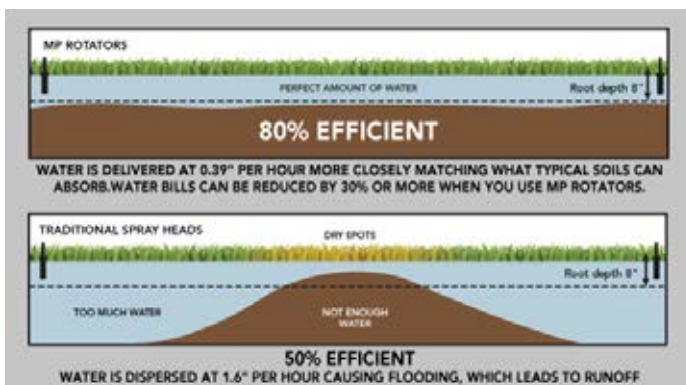 MP ROTATORS
PERFECT AMOUNT OF WATER
Root depth 8"
80% EFFICIENT
WATER IS DELIVERED AT 0.39" PER HOUR MORE CLOSELY MATCHING WHAT TYPICAL SOILS CAN
ABSORB.WATER BILLS CAN BE REDUCED BY 30% OR MORE WHEN YOU USE MP ROTATORS.
TRADITIONAL SPRAY HEADS
DRY SPOTS
Root depth 8"
TOO MUCH WATER
NOT ENOUGH
WATER
50% EFFICIENT
WATER IS DISPERSED AT 1.6" PER HOUR CAUSING FLOODING, WHICH LEADS TO RUNOFF